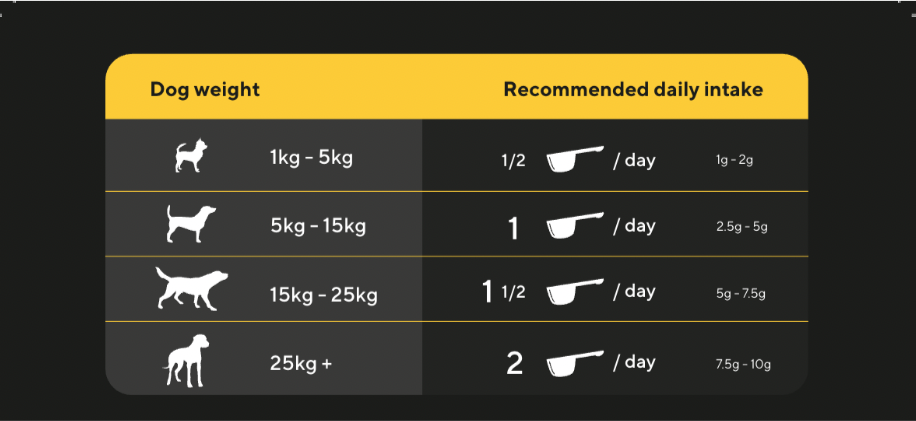 Dog weight Recommended daily intake
1kg - 5kg 1/2 / day 1g - 2g
5kg - 15kg 1 / day 2.5g - 5g
15kg - 25kg 1 1/2 / day 5g - 7.5g
25kg + 2 / day 7.5g - 10g